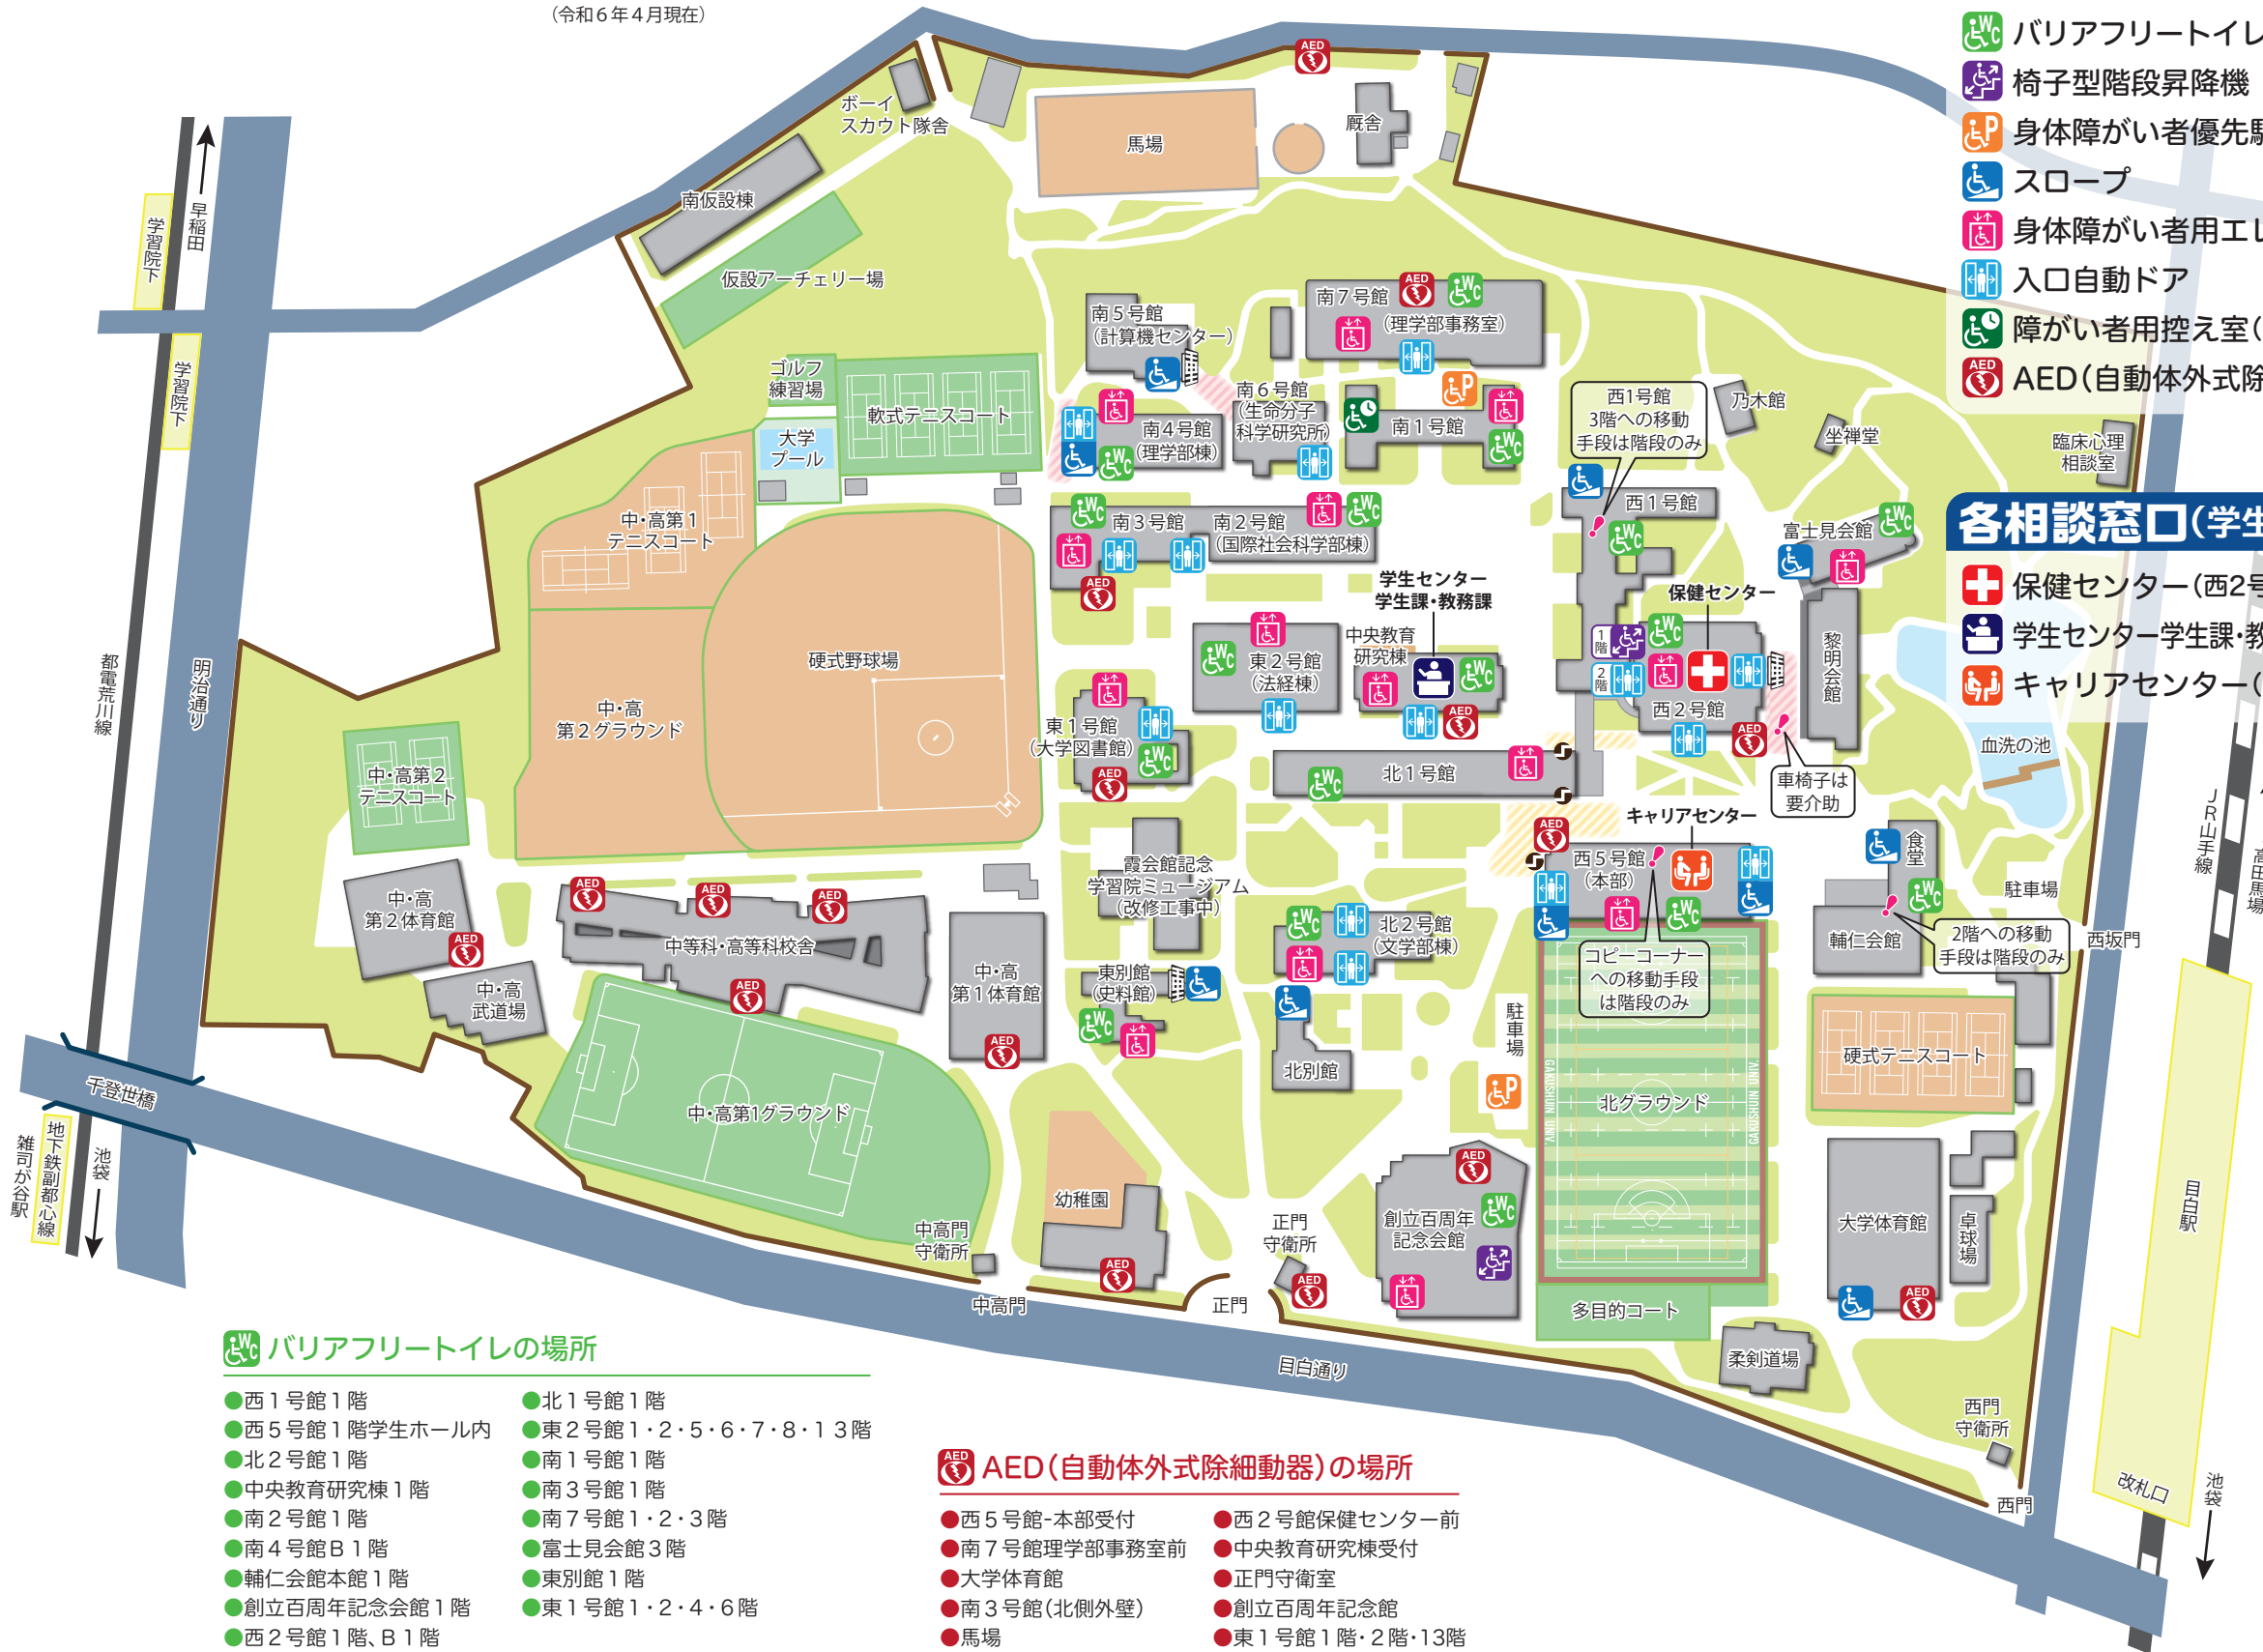 (令和6年4月現在)
バリアフリートイレ
椅子型階段昇降機
身体障がい者優先駐
スロープ
身体障がい者用エレ
入口自動ドア
障がい者用控え室(
AED(自動体外式除
各相談窓口(学生
保健センター(西2号
学生センター学生課・教
キャリアセンター(
ボーイ
スカウト隊舎
馬場
厩舎
南仮設棟
仮設アーチェリー場
早稲田
学習院下
学習院下
都電荒川線
明治通り
南5号館
(計算機センター)
南7号館
(理学部事務室)
ゴルフ
練習場
軟式テニスコート
大学
プール
南4号館
(理学部棟)
南6号館
(生命分子
科学研究所)
南1号館
西1号館
3階への移動
手段は階段のみ
乃木館
坐禅堂
臨床心理
相談室
中・高第1
テニスコート
南3号館
南2号館
(国際社会科学部棟)
西1号館
富士見会館
学生センター
学生課・教務課
保健センター
硬式野球場
東2号館
(法経棟)
中央教育
研究棟
1階
2階
西2号館
黎明会館
中・高
第2グラウンド
東1号館
(大学図書館)
北1号館
車椅子は
要介助
血洗の池
中・高第2
テニスコート
キャリアセンター
西5号館
(本部)
食堂
駐車場
JR山手線
高田馬場
中・高
第2体育館
中等科・高等科校舎
霞会館記念
学習院ミュージアム
(改修工事中)
北2号館
(文学部棟)
コピーコーナー
への移動手段
は階段のみ
輔仁会館
2階への移動
手段は階段のみ
西坂門
中・高
武道場
中・高
第1体育館
東別館
(史料館)
北別館
駐車場
硬式テニスコート
千登世橋
中・高第1グラウンド
北グラウンド
GAKUSHUIN UNIV.
GAKUSHUIN UNIV.
雑司が谷駅
地下鉄副都心線
池袋
幼稚園
中高門
守衛所
正門
守衛所
創立百周年
記念会館
大学体育館
卓球場
目白駅
中高門
正門
多目的コート
柔剣道場
目白通り
西門
守衛所
西門
改札口
池袋
バリアフリートイレの場所
●西1号館1階
●西5号館1階学生ホール内
●北2号館1階
●中央教育研究棟1階
●南2号館1階
●南4号館B1階
●輔仁会館本館1階
●創立百周年記念会館1階
●西2号館1階、B1階
●北1号館1階
●東2号館1・2・5・6・7・8・13階
●南1号館1階
●南3号館1階
●南7号館1・2・3階
●富士見会館3階
●東別館1階
●東1号館1・2・4・6階
AED(自動体外式除細動器)の場所
●西5号館-本部受付
●南7号館理学部事務室前
●大学体育館
●南3号館(北側外壁)
●馬場
●西2号館保健センター前
●中央教育研究棟受付
●正門守衛室
●創立百周年記念館
●東1号館1階・2階・13階